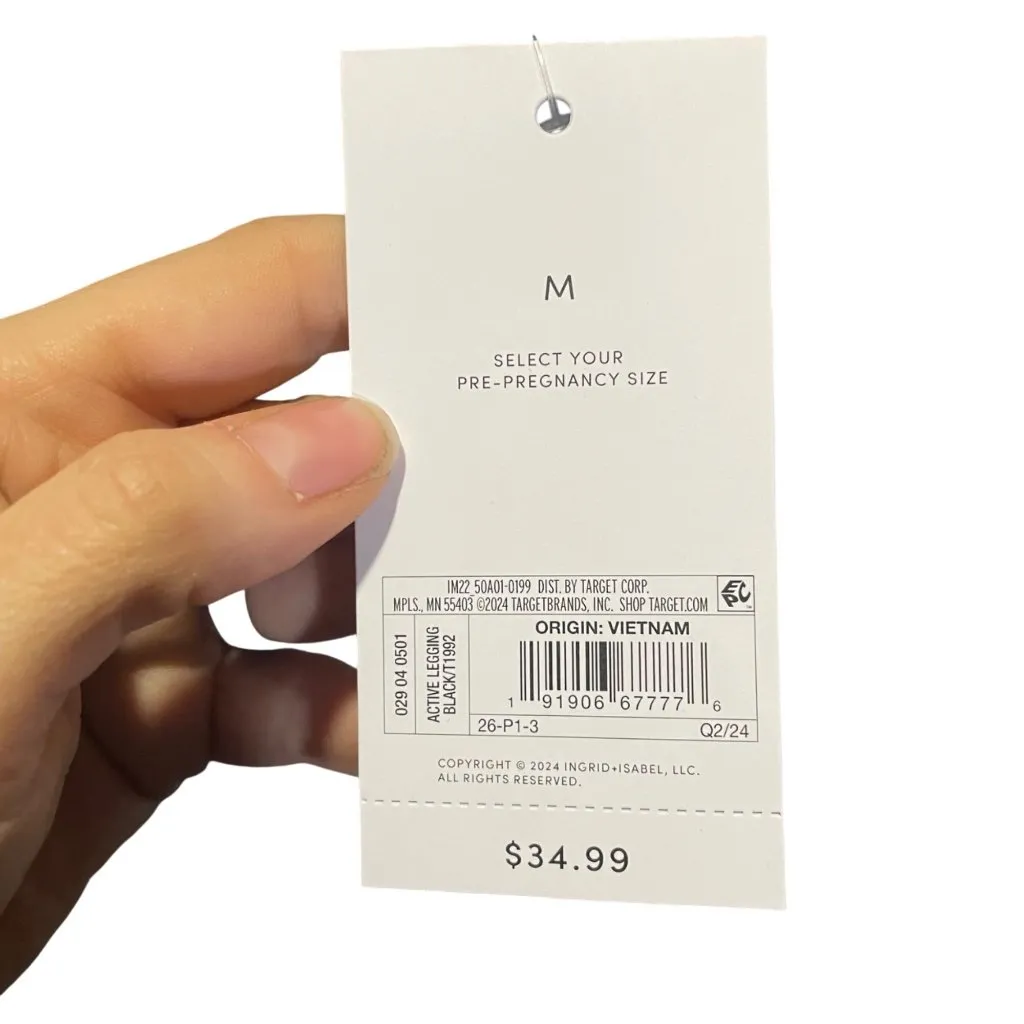 M
SELECT YOUR
PRE-PREGNANCY SIZE
IM22_50A01-0199 DIST. BY TARGET CORP.
MPLS., MN 55403 ©2024 TARGETBRANDS, INC. SHOP TARGET.COM
EPC
029 04 0501
ACTIVE LEGGING
BLACK/T1992
ORIGIN: VIETNAM
1 91906 67777 6
26-P1-3 Q2/24
COPYRIGHT © 2024 INGRID+ISABEL, LLC.
ALL RIGHTS RESERVED.
$34.99